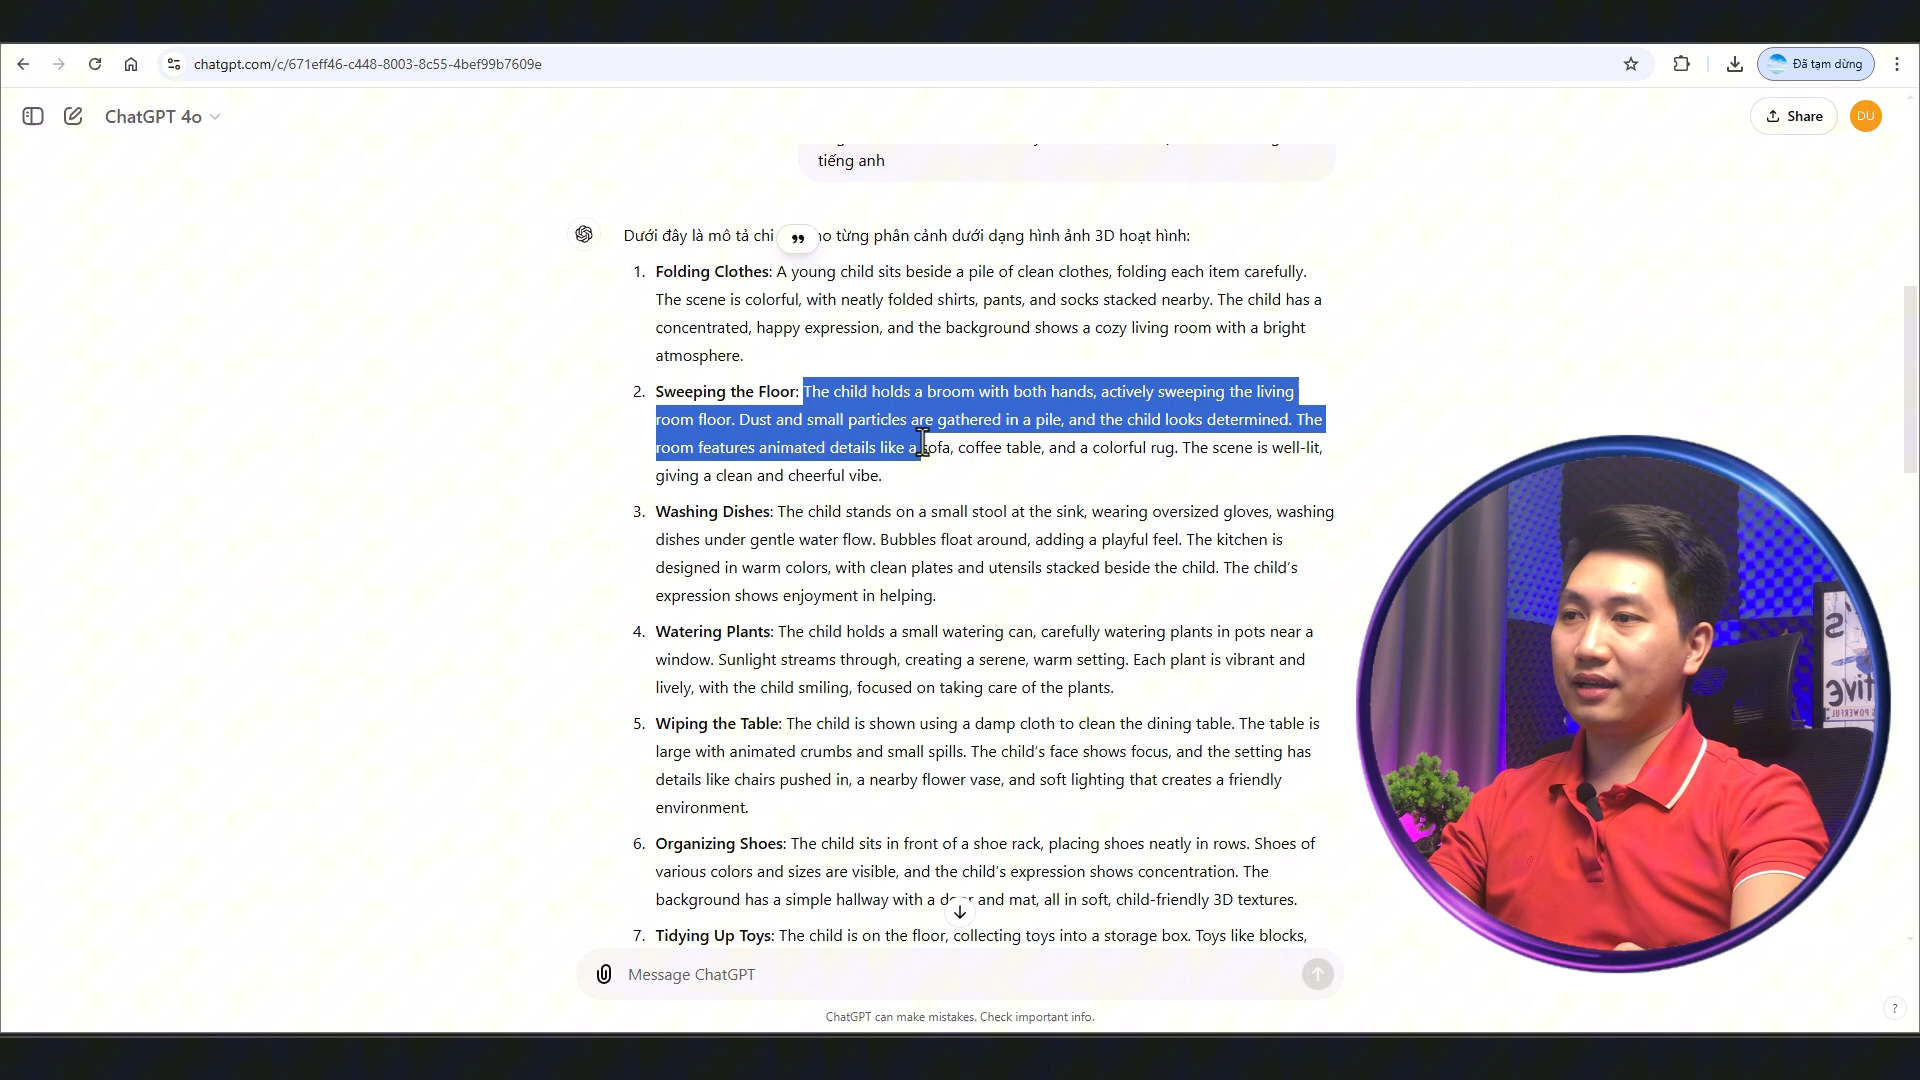 chatgpt.com/c/671eff46-c448-8003-8c55-4bef99b7609e
Đã tạm dừng
ChatGPT 4o
Share
DU
tiếng anh
Dưới đây là mô tả chi
từng phân cảnh dưới dạng hình ảnh 3D hoạt hình:
1. Folding Clothes: A young child sits beside a pile of clean clothes, folding each item carefully.
The scene is colorful, with neatly folded shirts, pants, and socks stacked nearby. The child has a
concentrated, happy expression, and the background shows a cozy living room with a bright
atmosphere.
2. Sweeping the Floor: The child holds a broom with both hands, actively sweeping the living
room floor. Dust and small particles are gathered in a pile, and the child looks determined. The
room features animated details like a sofa, coffee table, and a colorful rug. The scene is well-lit,
giving a clean and cheerful vibe.
3. Washing Dishes: The child stands on a small stool at the sink, wearing oversized gloves, washing
dishes under gentle water flow. Bubbles float around, adding a playful feel. The kitchen is
designed in warm colors, with clean plates and utensils stacked beside the child. The child's
expression shows enjoyment in helping.
4. Watering Plants: The child holds a small watering can, carefully watering plants in pots near a
window. Sunlight streams through, creating a serene, warm setting. Each plant is vibrant and
lively, with the child smiling, focused on taking care of the plants.
5. Wiping the Table: The child is shown using a damp cloth to clean the dining table. The table is
large with animated crumbs and small spills. The child's face shows focus, and the setting has
details like chairs pushed in, a nearby flower vase, and soft lighting that creates a friendly
environment.
6. Organizing Shoes: The child sits in front of a shoe rack, placing shoes neatly in rows. Shoes of
various colors and sizes are visible, and the child's expression shows concentration. The
background has a simple hallway with a door and mat, all in soft, child-friendly 3D textures.
7. Tidying Up Toys: The child is on the floor, collecting toys into a storage box. Toys like blocks,
Message ChatGPT
ChatGPT can make mistakes. Check important info.
?